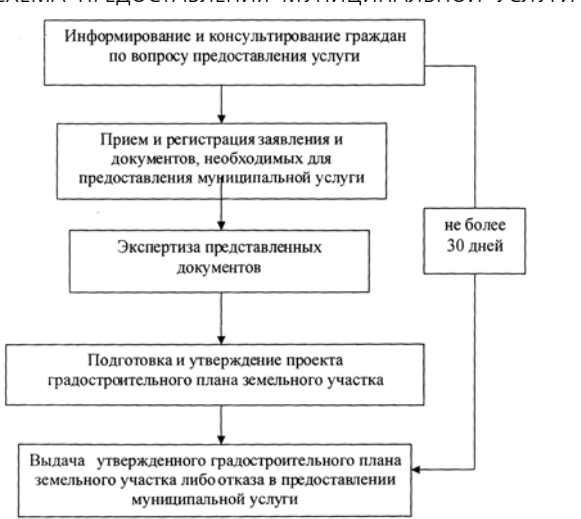 СХЕМА ПРЕДОСТАВЛЕНИЯ МУНИЦИПАЛЬНОЙ УСЛУГИ
Информирование и консультирование граждан
по вопросу предоставления услуги
Прием и регистрация заявления и
документов, необходимых для
предоставления муниципальной услуги
не более
30 дней
Экспертиза представленных
документов
Подготовка и утверждение проекта
градостроительного плана земельного участка
Выдача утвержденного градостроительного плана
земельного участка либо отказа в предоставлении
муниципальной услуги